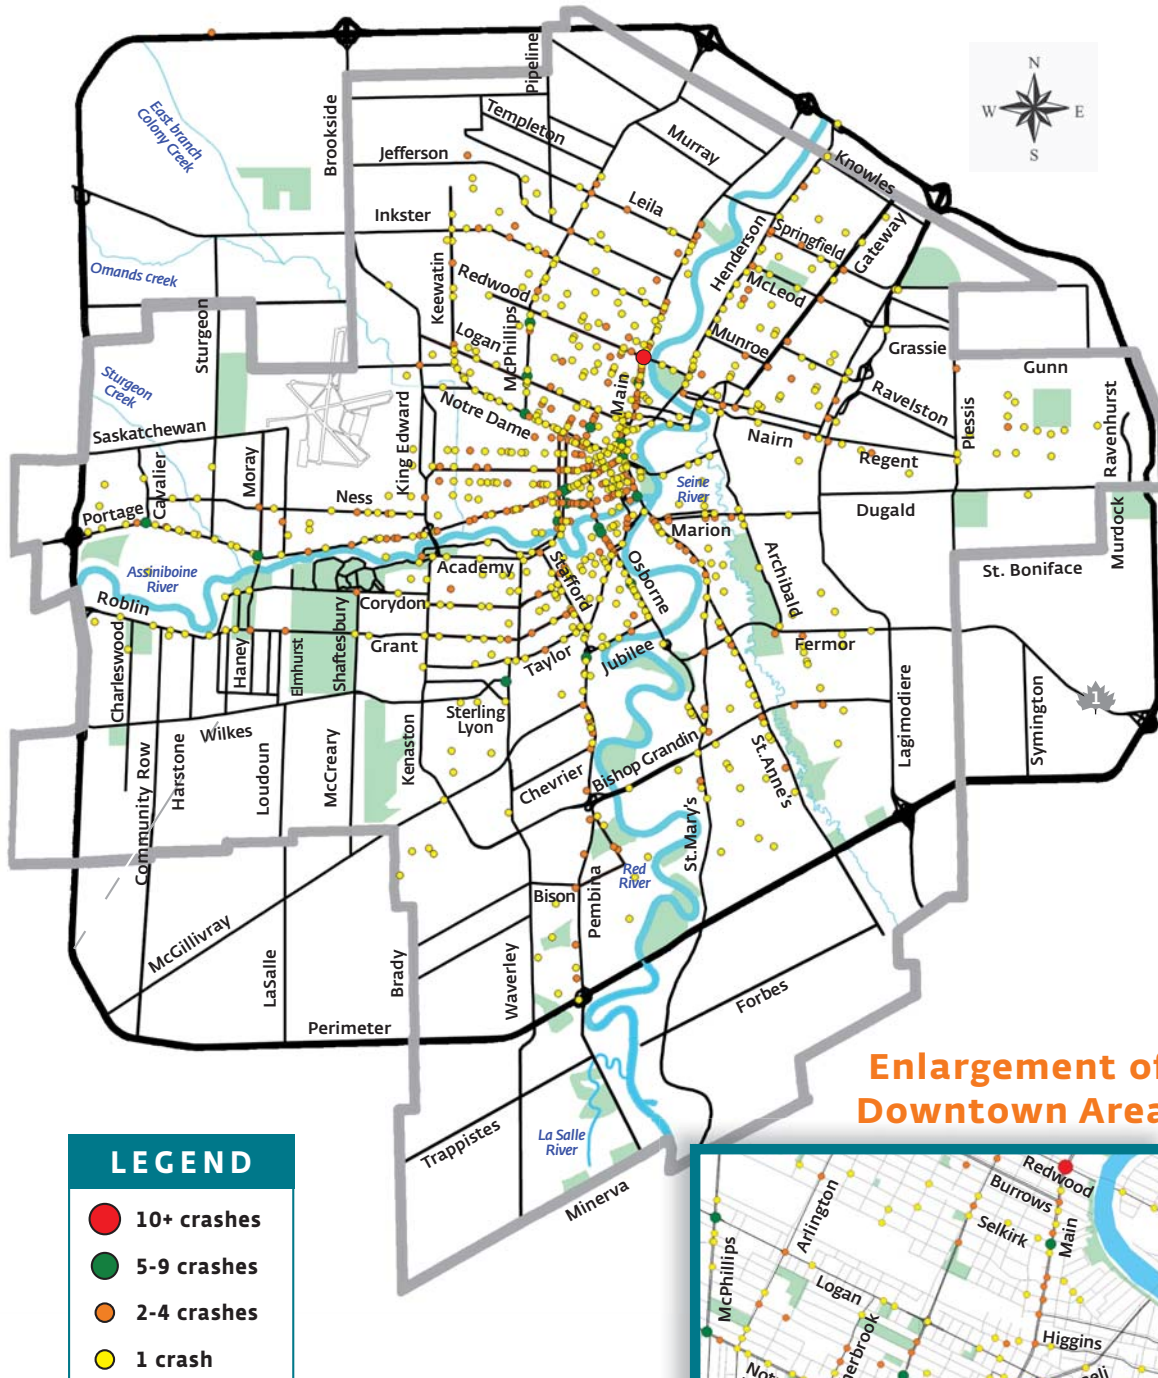 Pipeline
N
W
E
S
East branch
Colony Creek
Brookside
Templeton
Murray
Jefferson
Knowles
Leila
Inkster
Springfield
Gateway
Henderson
Omands creek
Keewatin
Redwood
McLeod
Sturgeon
McPhillips
Logan
Munroe
Grassie
Gunn
Sturgeon
Creek
Main
Ravelston
Plessis
Ravenhurst
King Edward
Notre Dame
Nairn
Saskatchewan
Regent
Cavalier
Moray
Seine
River
Ness
Portage
Dugald
Murdock
Marion
Academy
Stafford
Osborne
Archibald
St. Boniface
Assiniboine
River
Roblin
Corydon
Charleswood
Haney
Elmhurst
Shaftesbury
Grant
Taylor
Jubilee
Fermor
Lagimodiere
Symington
1
Sterling
Lyon
Wilkes
Community Row
Harstone
Loudoun
McCreary
Kenaston
Chevrier
Bishop Grandin
St.Anne's
St.Mary's
Red
River
Bison
Pembina
McGillivray
LaSalle
Brady
Waverley
Forbes
Perimeter
Trappistes
La Salle
River
Minerva
Enlargement of
Downtown Area
LEGEND
10+ crashes
5-9 crashes
2-4 crashes
1 crash
Redwood
Burrows
Arlington
Selkirk
Main
McPhillips
Logan
Higgins